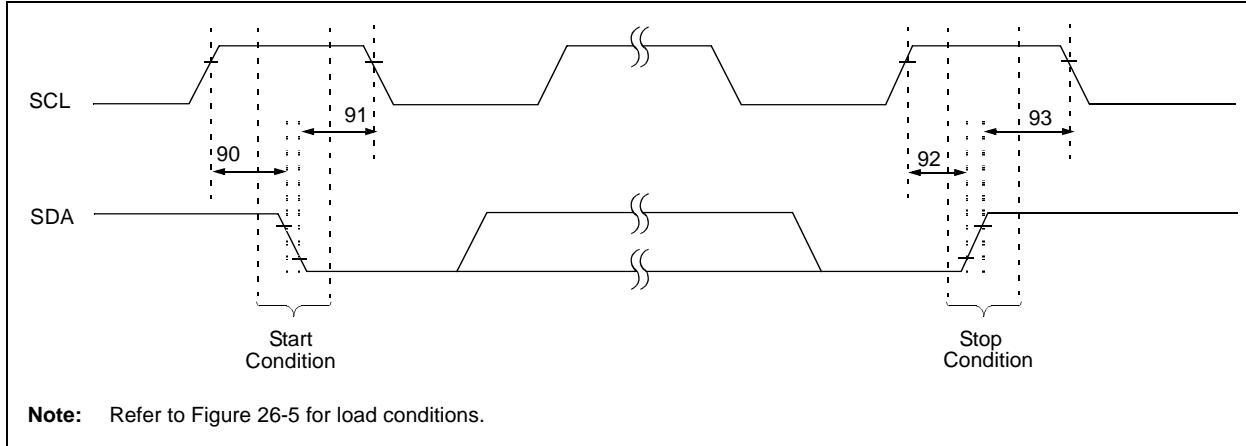 SCL
91
93
90
92
SDA
Start
Condition
Stop
Condition
Note: Refer to Figure 26-5 for load conditions.